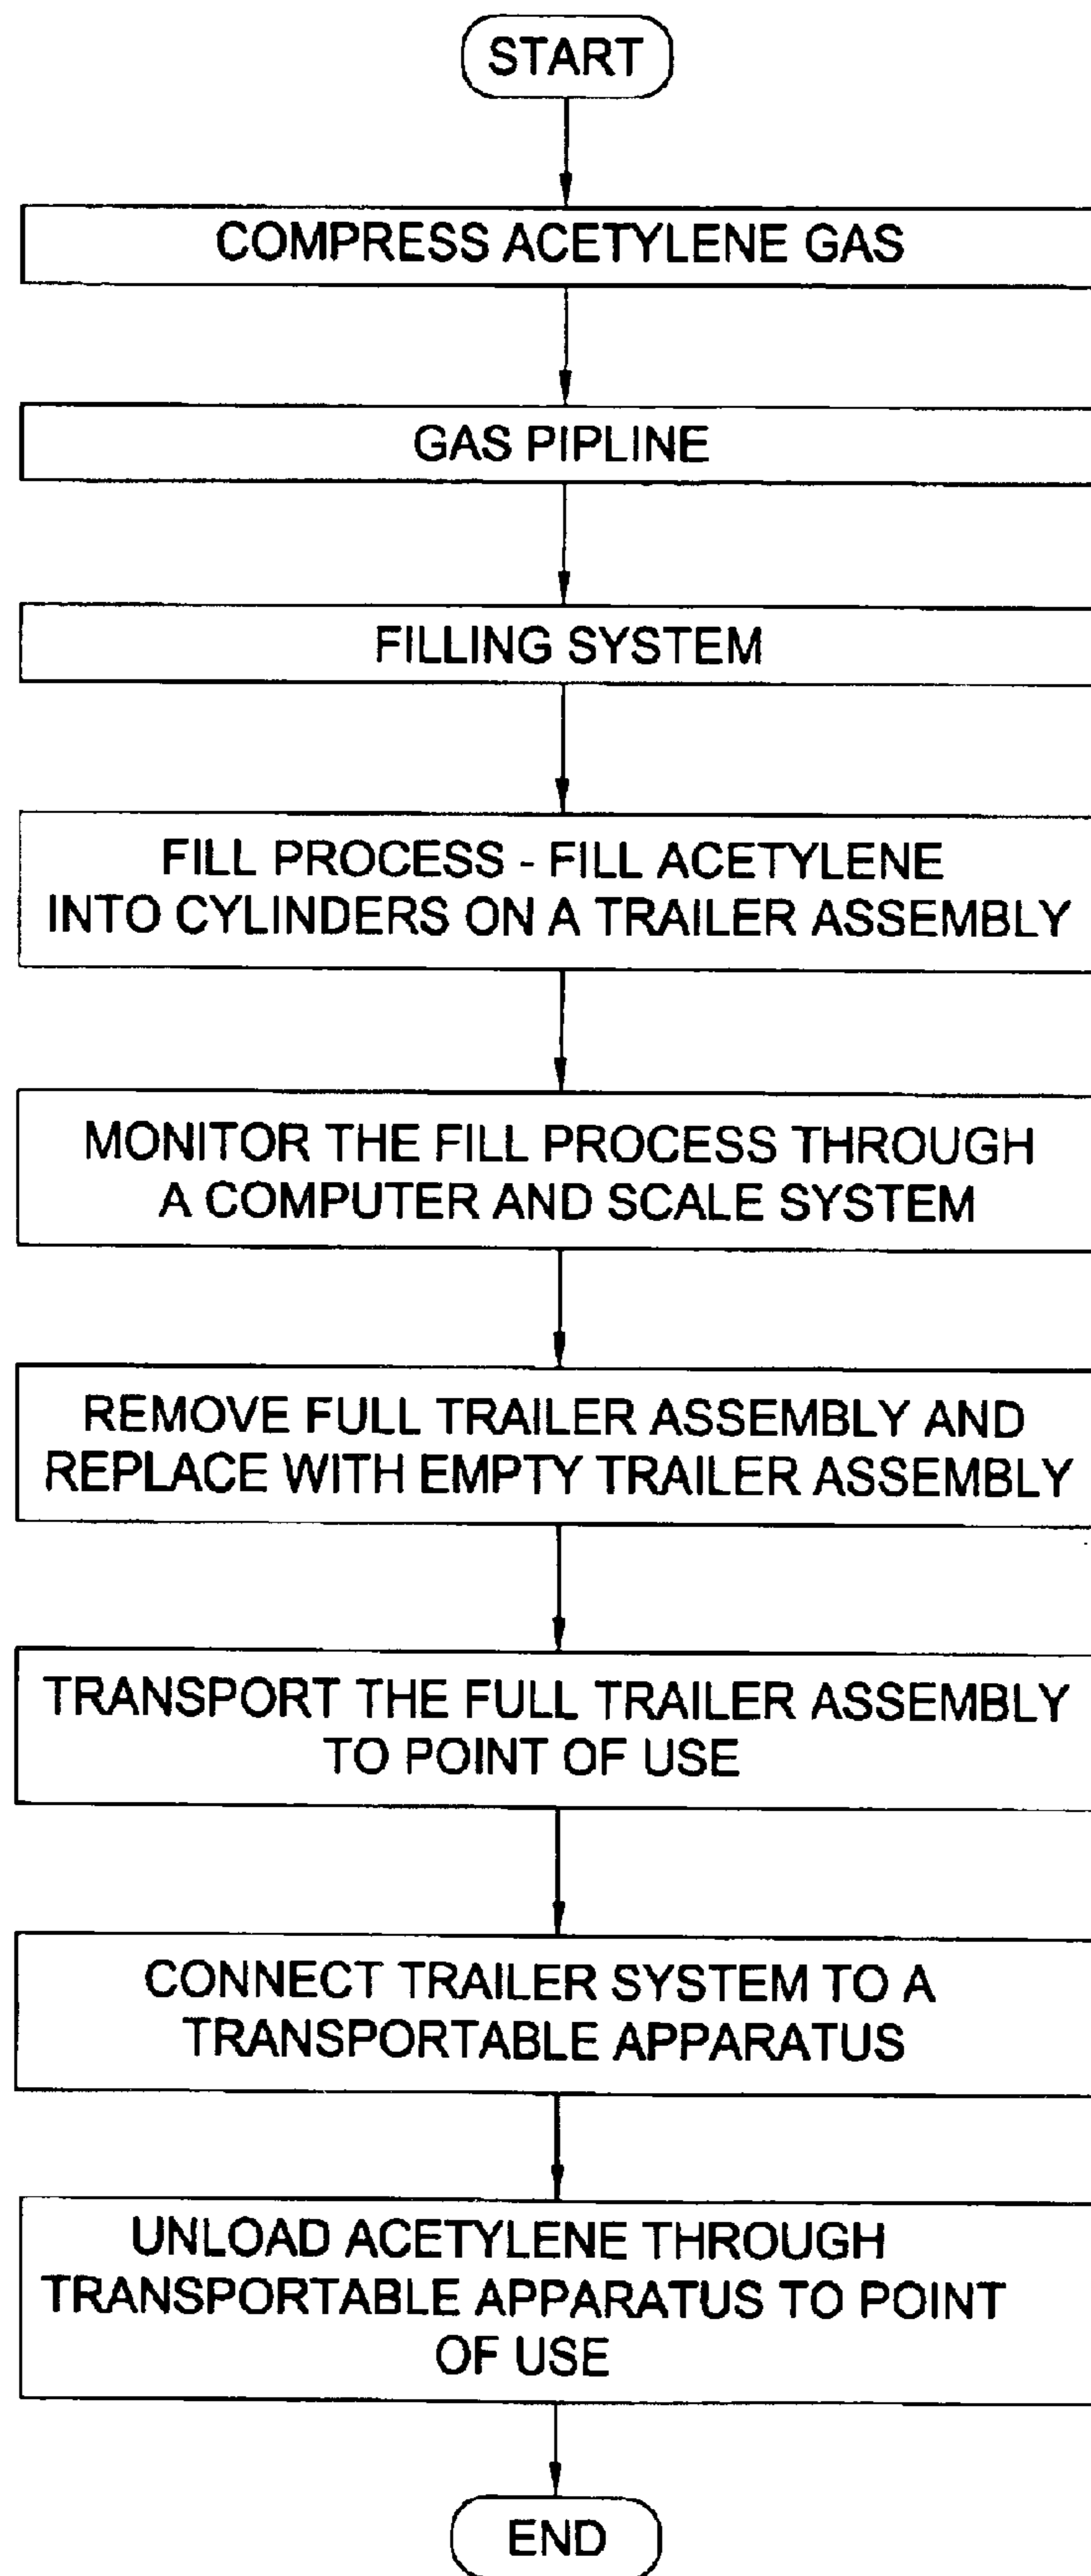 START
COMPRESS ACETYLENE GAS
GAS PIPLINE
FILLING SYSTEM
FILL PROCESS - FILL ACETYLENE
INTO CYLINDERS ON A TRAILER ASSEMBLY
MONITOR THE FILL PROCESS THROUGH
A COMPUTER AND SCALE SYSTEM
REMOVE FULL TRAILER ASSEMBLY AND
REPLACE WITH EMPTY TRAILER ASSEMBLY
TRANSPORT THE FULL TRAILER ASSEMBLY
TO POINT OF USE
CONNECT TRAILER SYSTEM TO A
TRANSPORTABLE APPARATUS
UNLOAD ACETYLENE THROUGH
TRANSPORTABLE APPARATUS TO POINT
OF USE
END